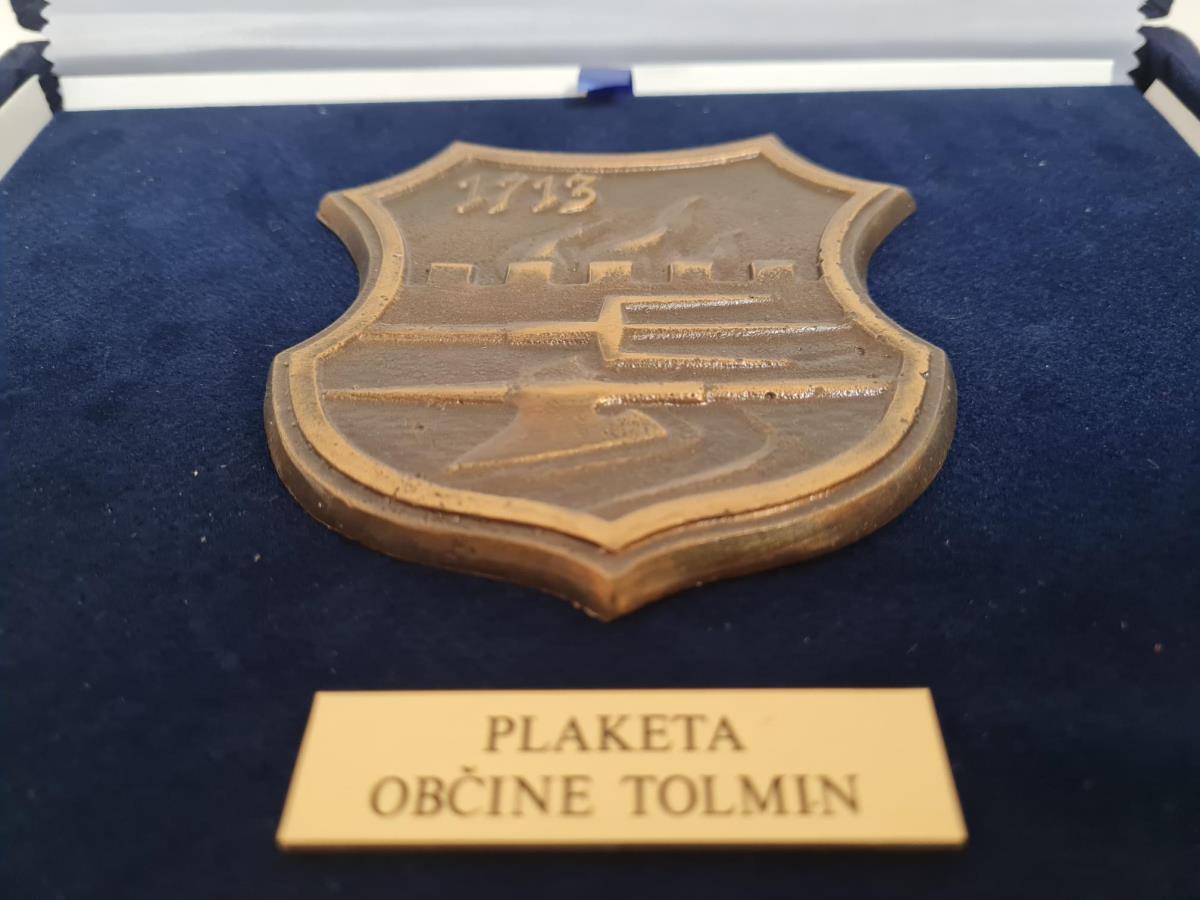 1713
PLAKETA
OBČINE TOLMIN